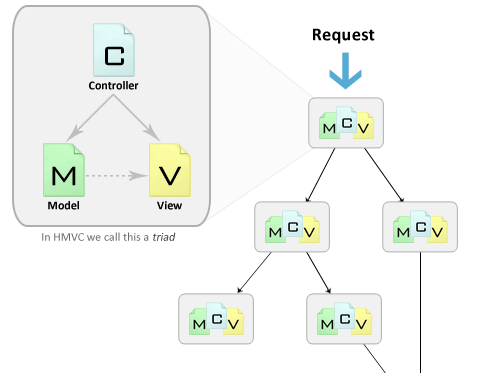 Request
C
Controller
M
V
Model
View
In HMVC we call this a triad
M C V
M C V
M C V
M C V
M C V